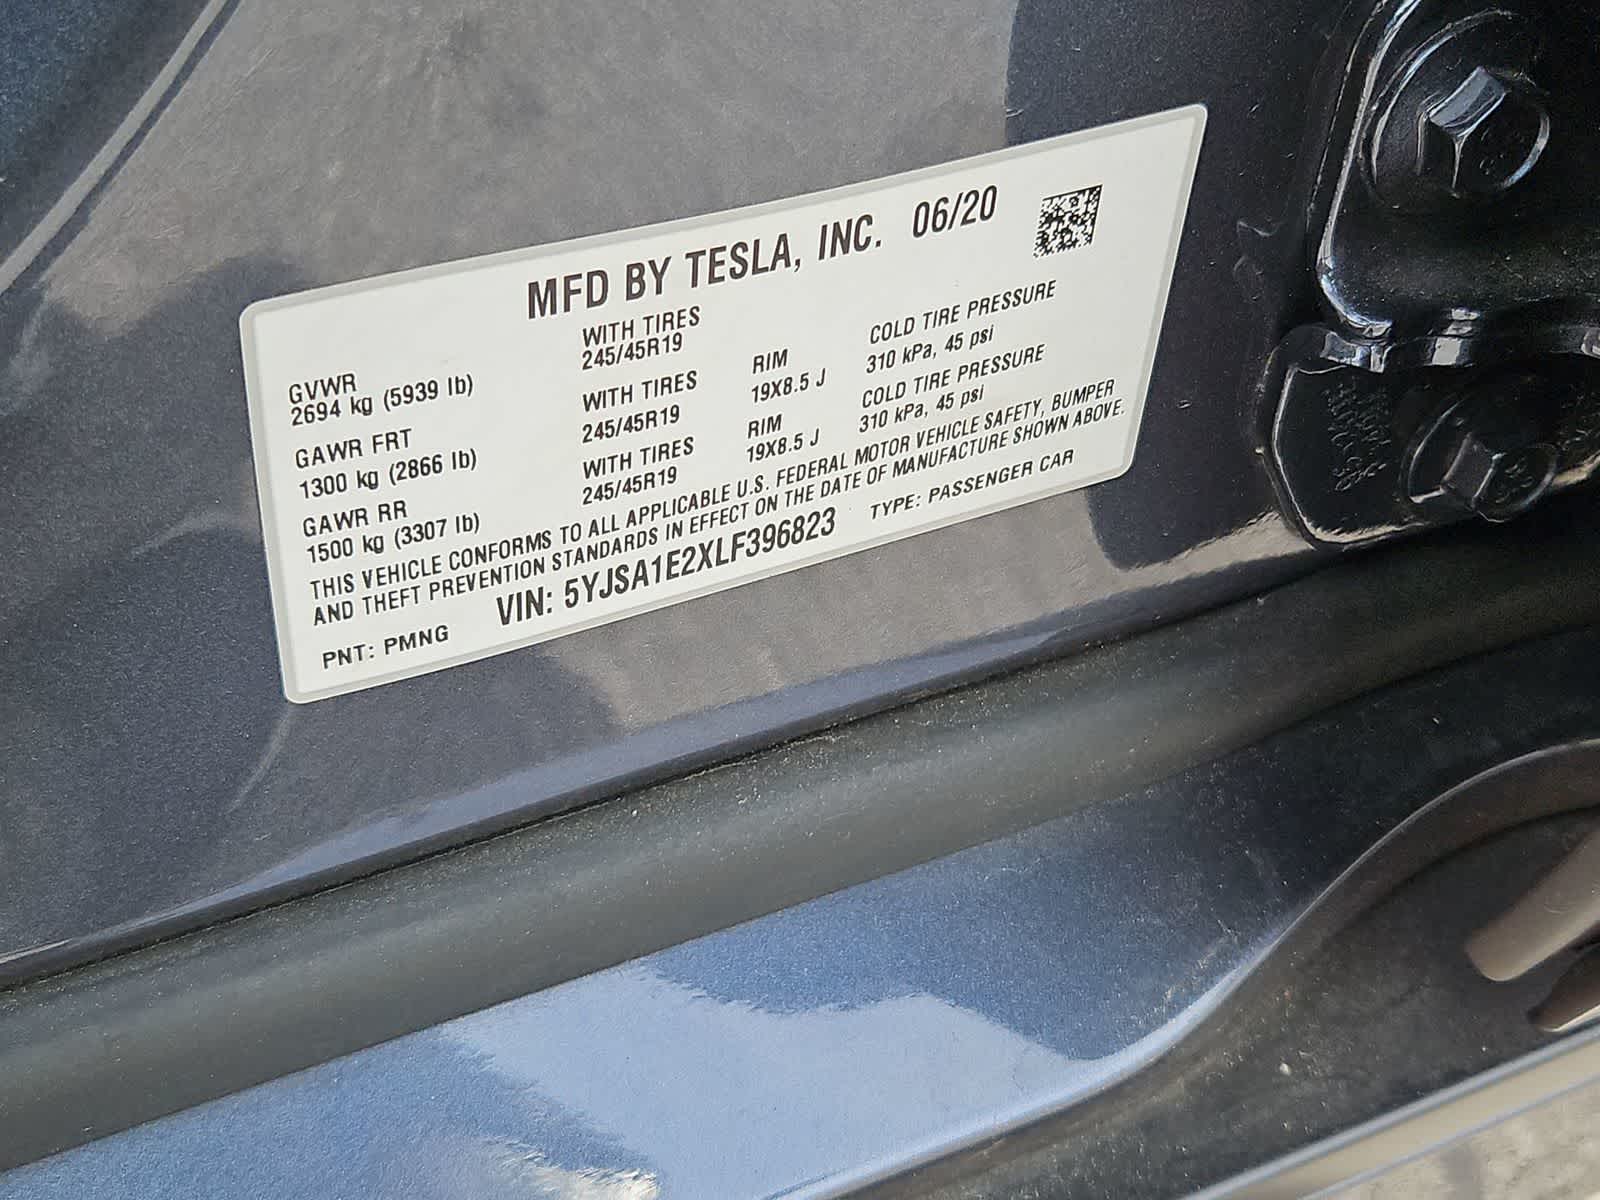 MFD BY TESLA, INC. 06/20
GVWR
2694 kg (5939 lb)
WITH TIRES
245/45R19
GAWR FRT
1300 kg (2866 lb)
WITH TIRES
245/45R19
RIM
19X8.5 J
COLD TIRE PRESSURE
310 kPa, 45 psi
GAWR RR
1500 kg (3307 lb)
WITH TIRES
245/45R19
RIM
19X8.5 J
COLD TIRE PRESSURE
310 kPa, 45 psi
THIS VEHICLE CONFORMS TO ALL APPLICABLE U.S. FEDERAL MOTOR VEHICLE SAFETY, BUMPER
AND THEFT PREVENTION STANDARDS IN EFFECT ON THE DATE OF MANUFACTURE SHOWN ABOVE.
PNT: PMNG
VIN: 5YJSA1E2XLF396823
TYPE: PASSENGER CAR